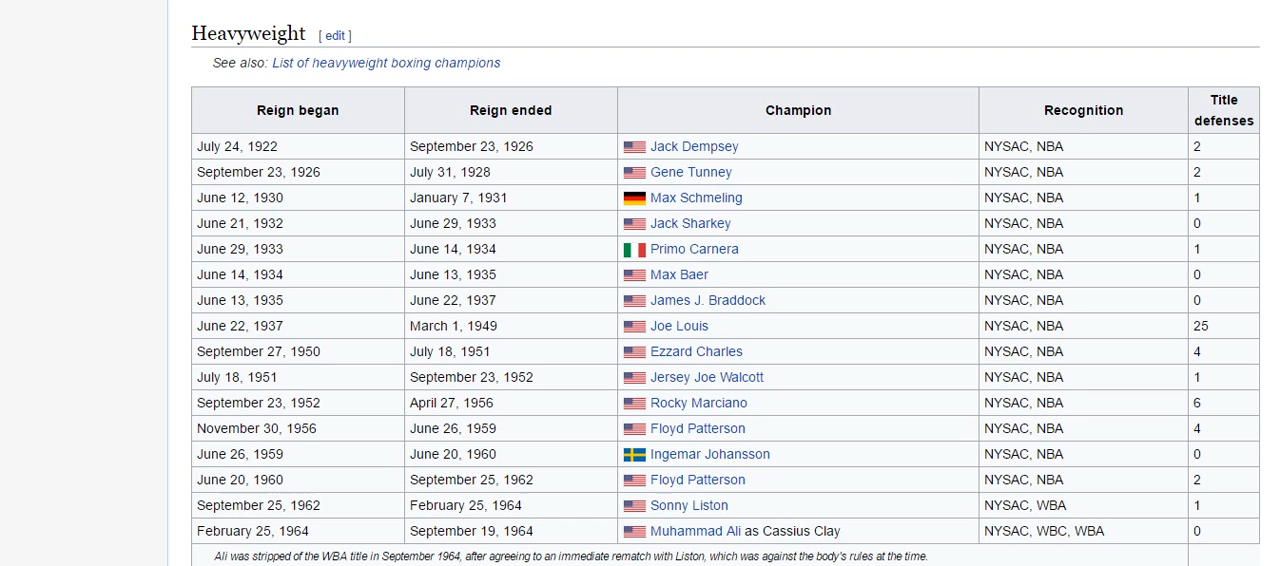 Heavyweight [ edit ]
See also: List of heavyweight boxing champions
Reign began Reign ended Champion Recognition Title defenses
July 24, 1922 September 23, 1926 Jack Dempsey NYSAC, NBA 2
September 23, 1926 July 31, 1928 Gene Tunney NYSAC, NBA 2
June 12, 1930 January 7, 1931 Max Schmeling NYSAC, NBA 1
June 21, 1932 June 29, 1933 Jack Sharkey NYSAC, NBA 0
June 29, 1933 June 14, 1934 Primo Carnera NYSAC, NBA 1
June 14, 1934 June 13, 1935 Max Baer NYSAC, NBA 0
June 13, 1935 June 22, 1937 James J. Braddock NYSAC, NBA 0
June 22, 1937 March 1, 1949 Joe Louis NYSAC, NBA 25
September 27, 1950 July 18, 1951 Ezzard Charles NYSAC, NBA 4
July 18, 1951 September 23, 1952 Jersey Joe Walcott NYSAC, NBA 1
September 23, 1952 April 27, 1956 Rocky Marciano NYSAC, NBA 6
November 30, 1956 June 26, 1959 Floyd Patterson NYSAC, NBA 4
June 26, 1959 June 20, 1960 Ingemar Johansson NYSAC, NBA 0
June 20, 1960 September 25, 1962 Floyd Patterson NYSAC, NBA 2
September 25, 1962 February 25, 1964 Sonny Liston NYSAC, WBA 1
February 25, 1964 September 19, 1964 Muhammad Ali as Cassius Clay NYSAC, WBC, WBA 0
Ali was stripped of the WBA title in September 1964, after agreeing to an immediate rematch with Liston, which was against the body's rules at the time.